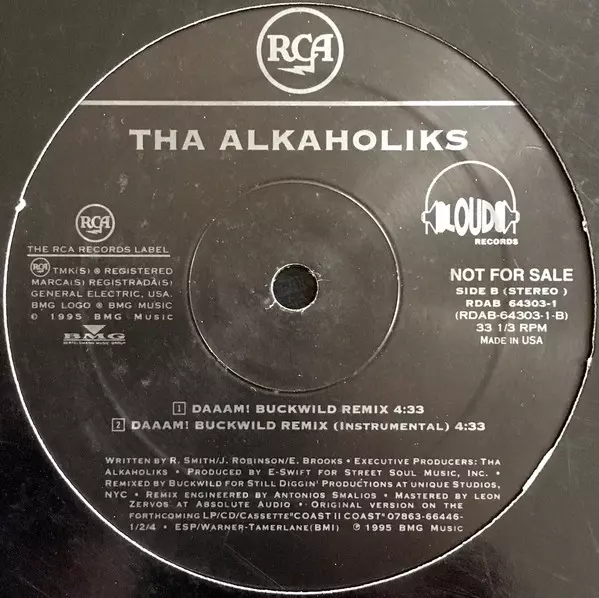 RCA
THA ALKAHOLIKS
LOUD
RECORDS
RCA
THE RCA RECORDS LABEL
RCA TMK(S) ® REGISTERED
MARCA(S) REGISTRADA(S)
GENERAL ELECTRIC, USA.
BMG LOGO ® BMG MUSIC
© 1995 BMG Music
BMG
BERTELSMANN MUSIC GROUP
NOT FOR SALE
SIDE B (STEREO )
RDAB 64303-1
(RDAB-64303-1-B)
33 1/3 RPM
MADE IN USA
1 DAAAM! BUCKWILD REMIX 4:33
2 DAAAM! BUCKWILD REMIX (INSTRUMENTAL) 4:33
WRITTEN BY R. SMITH/J. ROBINSON/E. BROOKS • EXECUTIVE PRODUCERS: THA
ALKAHOLIKS • PRODUCED BY E-SWIFT FOR STREET SOUL MUSIC, INC. •
REMIXED BY BUCKWILD FOR STILL DIGGIN' PRODUCTIONS AT UNIQUE STUDIOS,
NYC • REMIX ENGINEERED BY ANTONIOS SMALIOS • MASTERED BY LEON
ZERVOS AT ABSOLUTE AUDIO • ORIGINAL VERSION ON THE
FORTHCOMING LP/CD/CASSETTE"COAST II COAST" 07863-66446-
1/2/4 • ESP/WARNER-TAMERLANE(BMI) ℗ 1995 BMG MUSIC